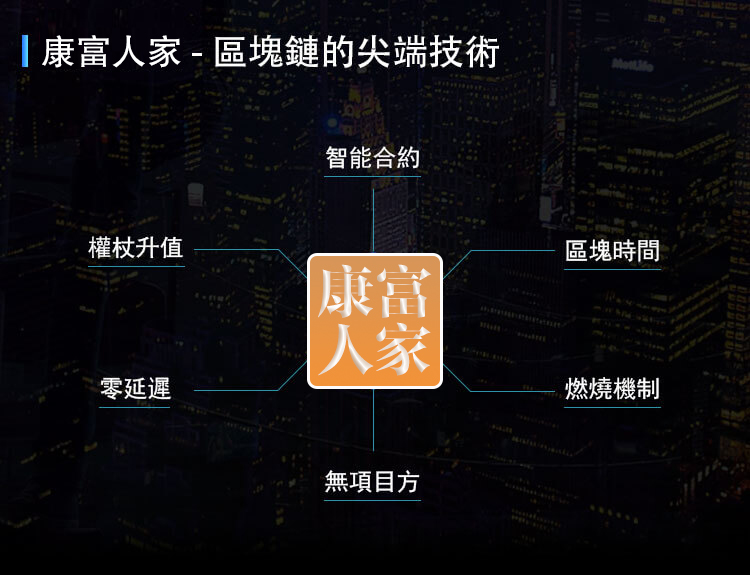 康富人家 - 區塊鏈的尖端技術
智能合約
權杖升值
區塊時間
康富
人家
零延遲
燃燒機制
無項目方
MetLife